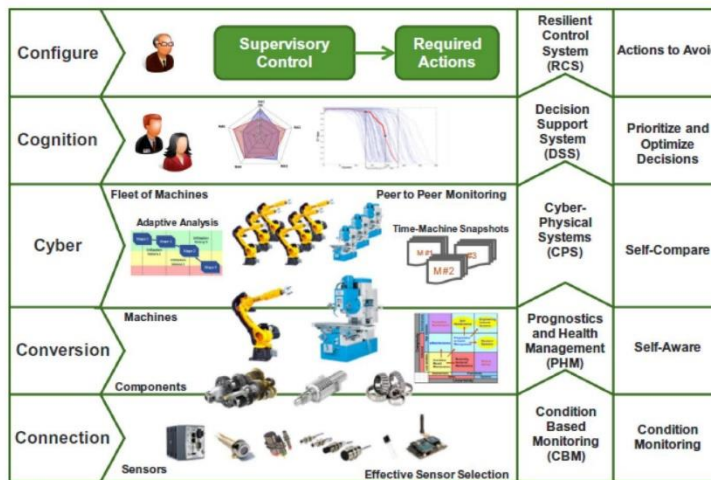 Configure
Supervisory
Control
Required
Actions
Resilient
Control
System
(RCS)
Actions to Avoid
Cognition
Decision
Support
System
(DSS)
Prioritize and
Optimize
Decisions
Cyber
Fleet of Machines
Peer to Peer Monitoring
Adaptive Analysis
Time-Machine Snapshots
M #1
M #2
#3
Cyber-
Physical
Systems
(CPS)
Self-Compare
Conversion
Machines
Components
Prognostics
and Health
Management
(PHM)
Self-Aware
Connection
Sensors
Effective Sensor Selection
Condition
Based
Monitoring
(CBM)
Condition
Monitoring